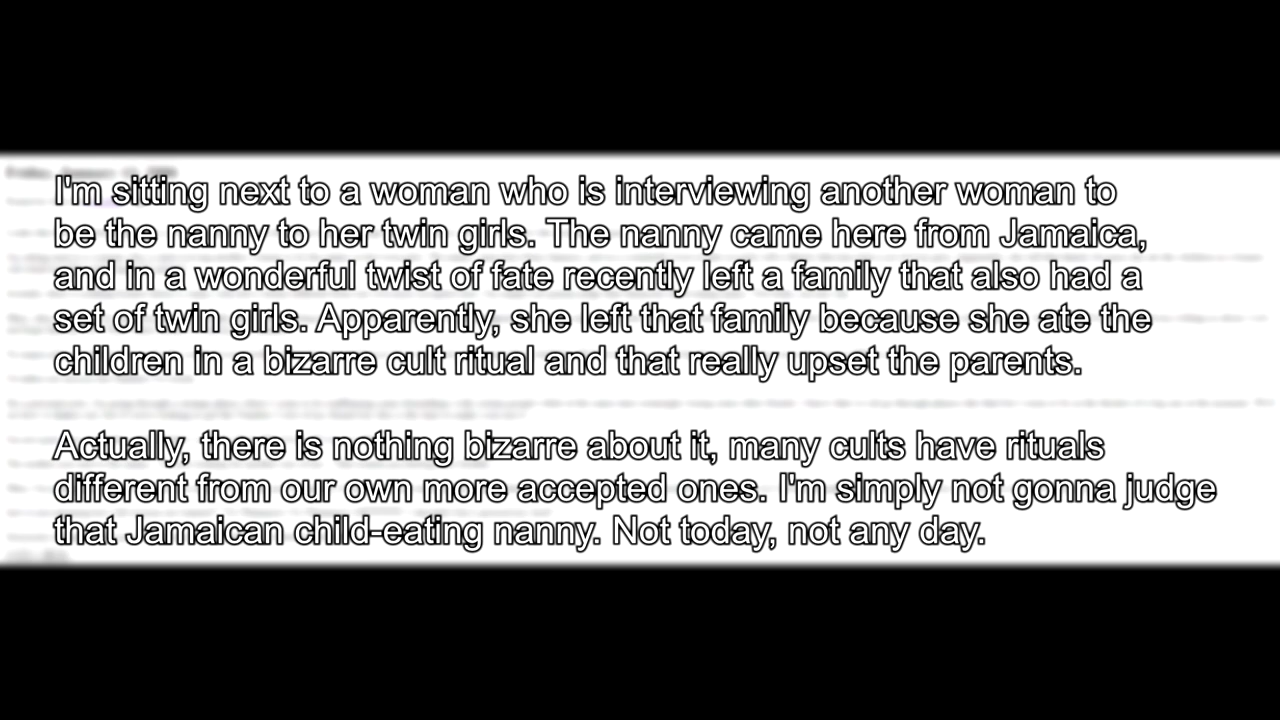 I'm sitting next to a woman who is interviewing another woman to
be the nanny to her twin girls. The nanny came here from Jamaica,
and in a wonderful twist of fate recently left a family that also had a
set of twin girls. Apparently, she left that family because she ate the
children in a bizarre cult ritual and that really upset the parents.
Actually, there is nothing bizarre about it, many cults have rituals
different from our own more accepted ones. I'm simply not gonna judge
that Jamaican child-eating nanny. Not today, not any day.